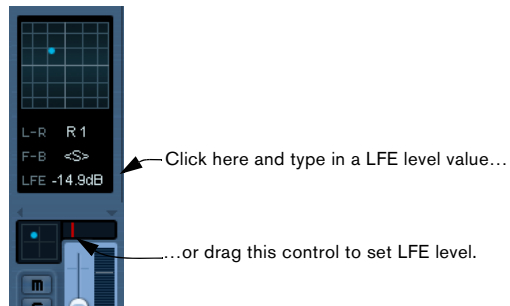 L-R R 1
F-B <S>
LFE -14.9dB
Click here and type in a LFE level value…
…or drag this control to set LFE level.
m